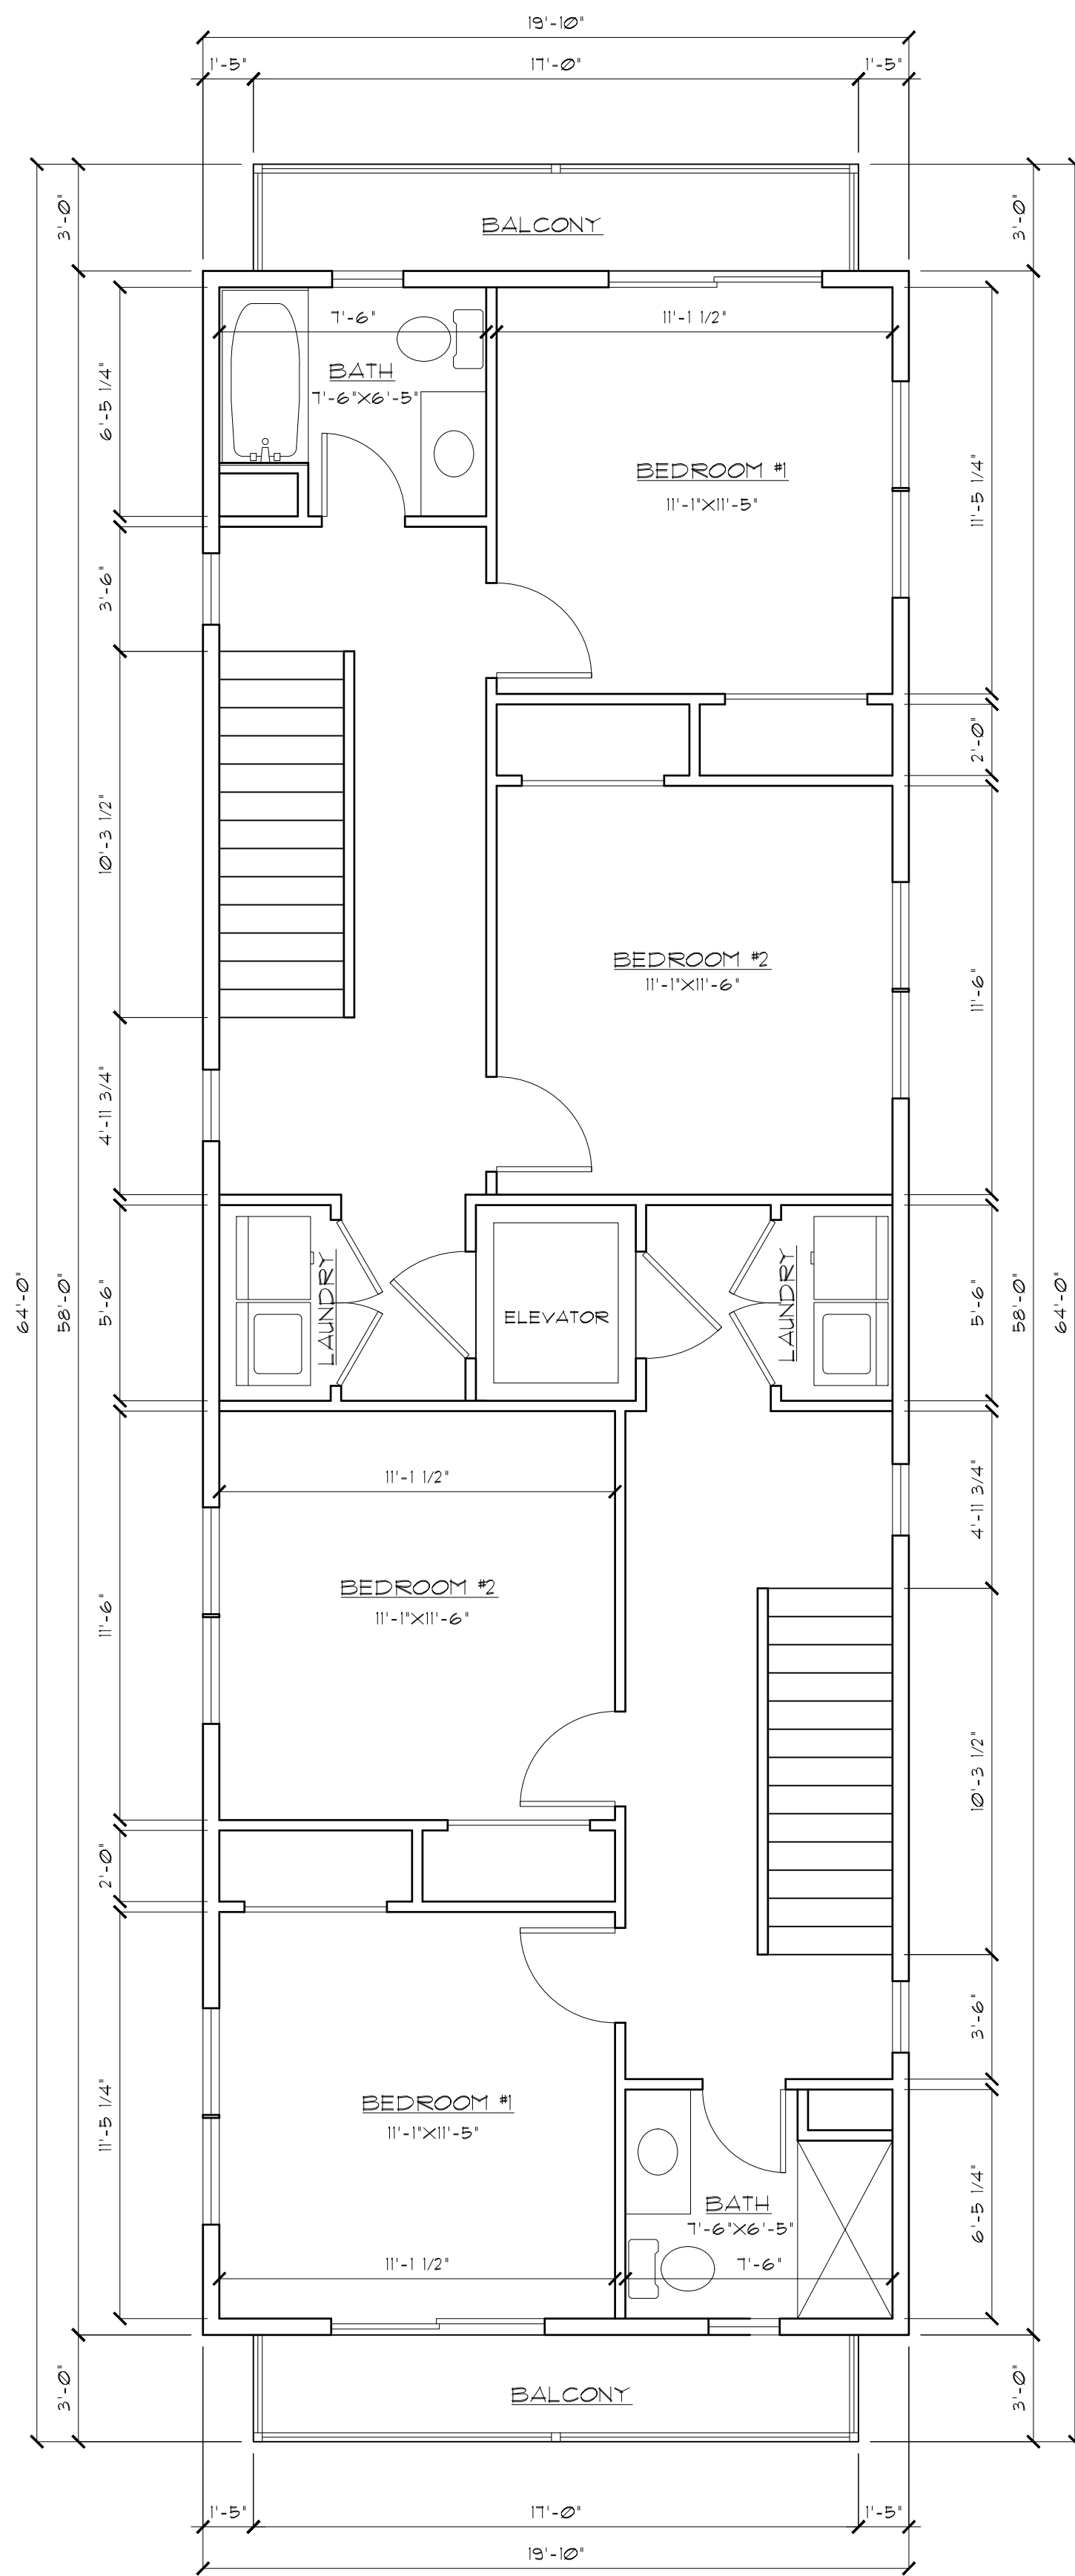 19'-10"
1'-5" 17'-0" 1'-5"
3'-0" 3'-0"
BALCONY
7'-6" 11'-1 1/2"
BATH
7'-6"X6'-5"
6'-5 1/4"
BEDROOM #1
11'-1"X11'-5"
11'-5 1/4"
3'-6"
2'-0"
10'-3 1/2"
BEDROOM #2
11'-1"X11'-6"
11'-6"
4'-11 3/4"
64'-0" 58'-0" 5'-6" LAUNDRY ELEVATOR LAUNDRY 5'-6" 58'-0" 64'-0"
11'-1 1/2"
4'-11 3/4"
BEDROOM #2
11'-1"X11'-6"
11'-6"
10'-3 1/2"
2'-0"
3'-6"
BEDROOM #1
11'-1"X11'-5"
11'-5 1/4"
BATH
7'-6"X6'-5"
6'-5 1/4"
11'-1 1/2" 7'-6"
3'-0" 3'-0"
BALCONY
1'-5" 17'-0" 1'-5"
19'-10"